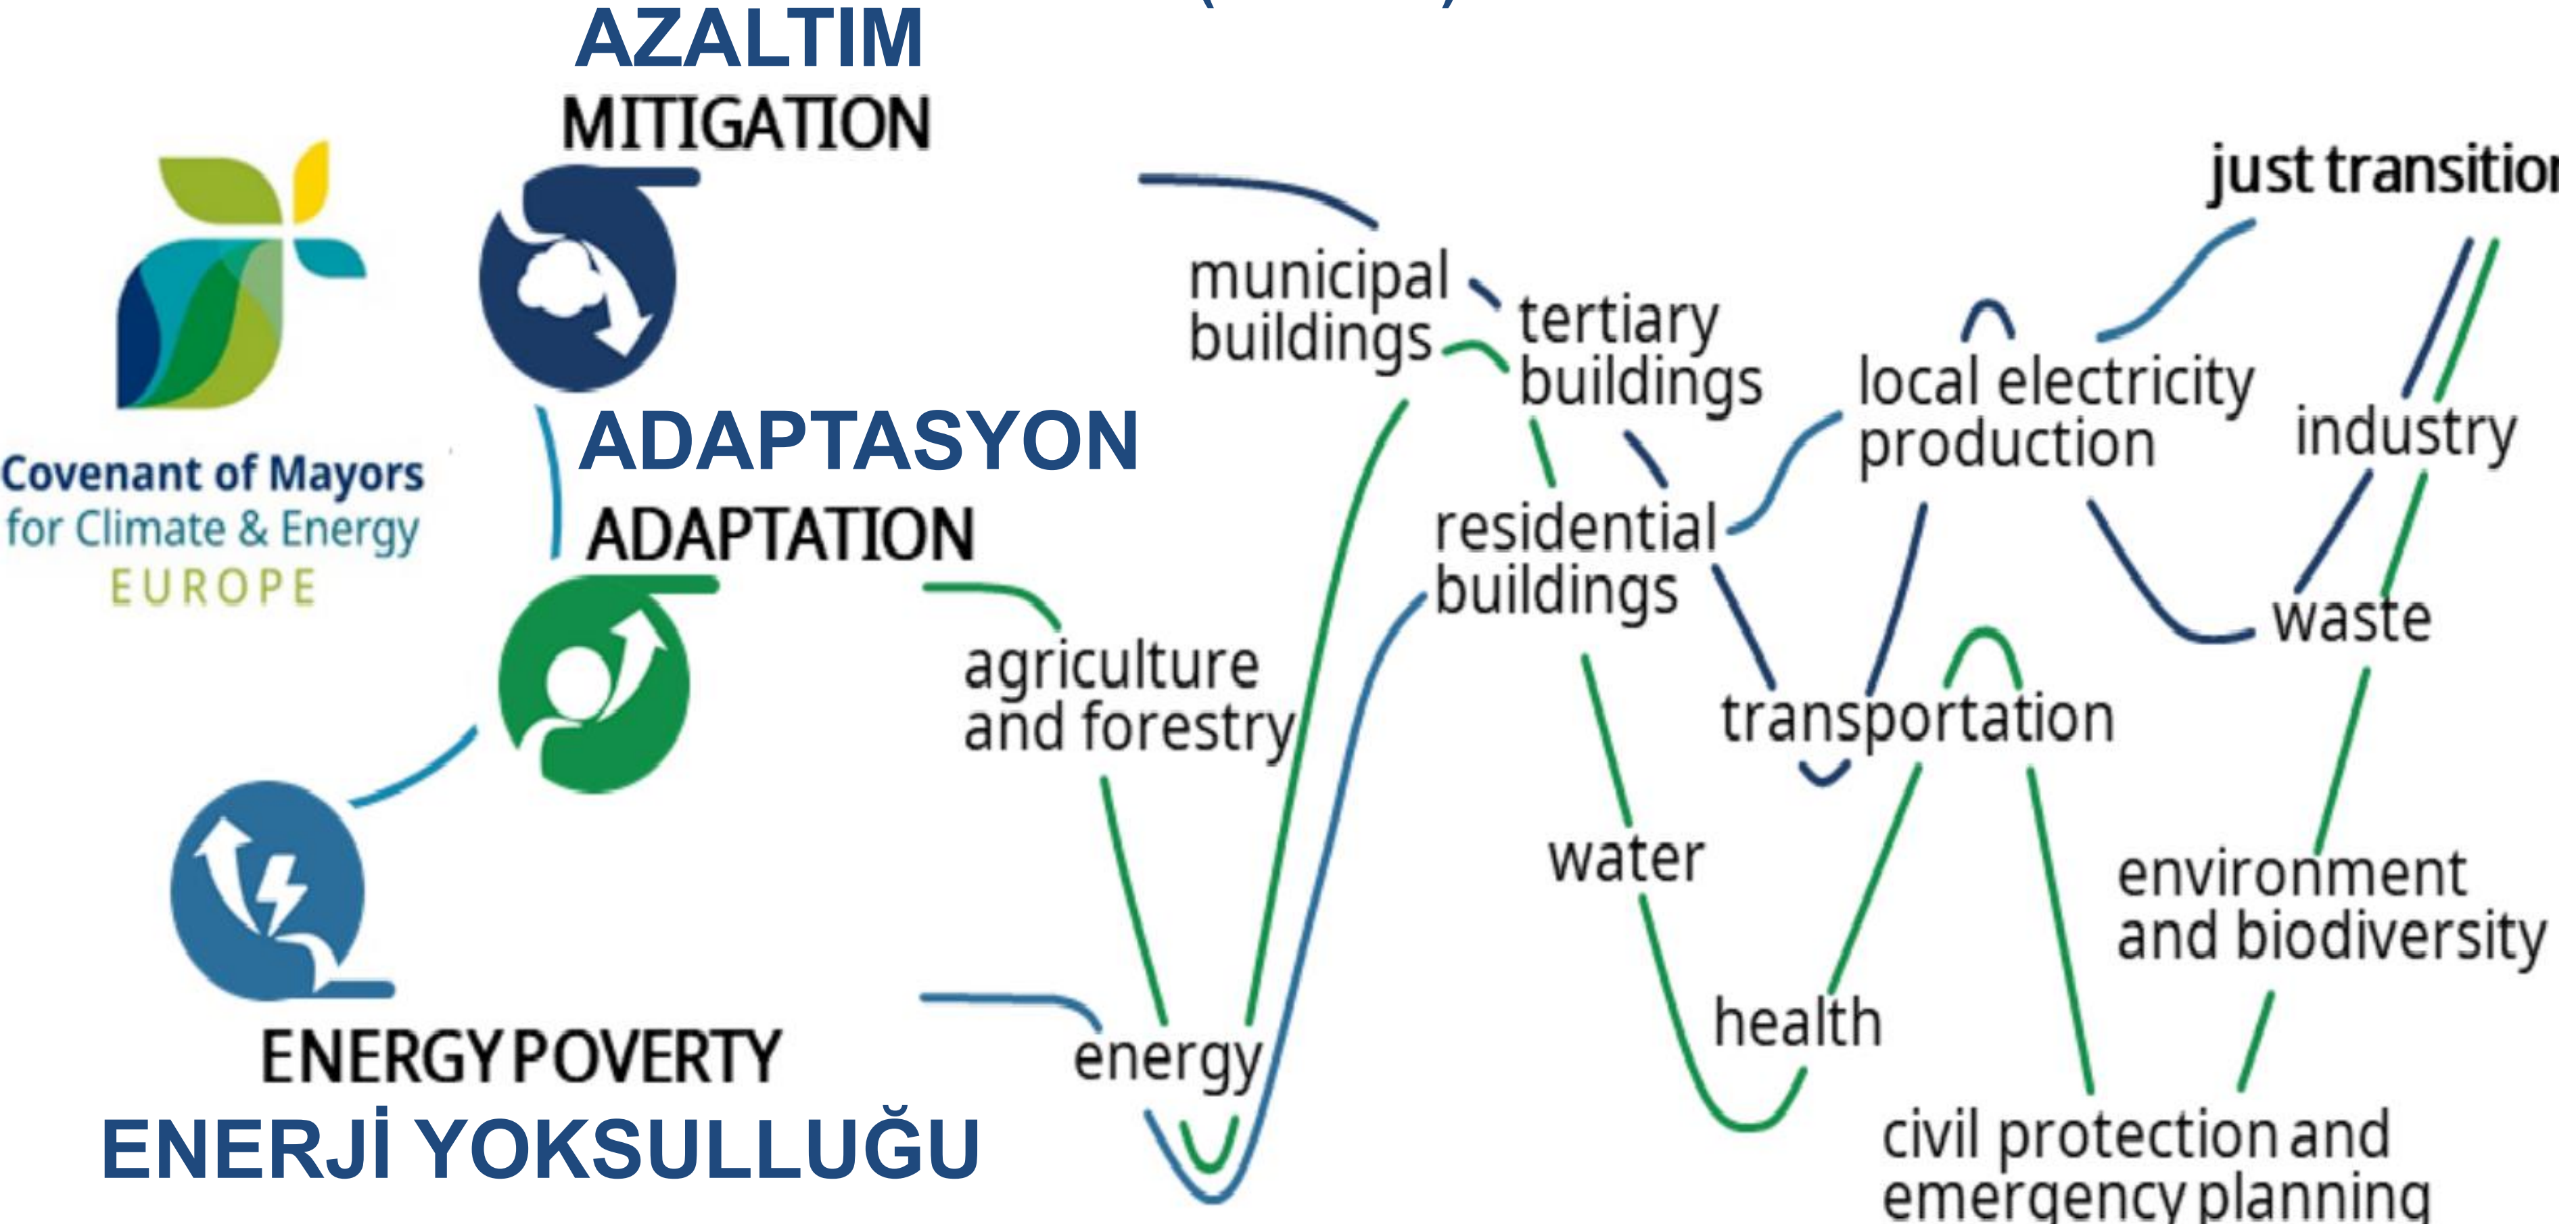 AZALTIM
MITIGATION
Covenant of Mayors
for Climate & Energy
EUROPE
ADAPTASYON
ADAPTATION
ENERGY POVERTY
ENERJİ YOKSULLUĞU
agriculture
and forestry
energy
municipal
buildings
tertiary
buildings
residential
buildings
water
health
transportation
local electricity
production
just transition
industry
waste
environment
and biodiversity
civil protection and
emergency planning